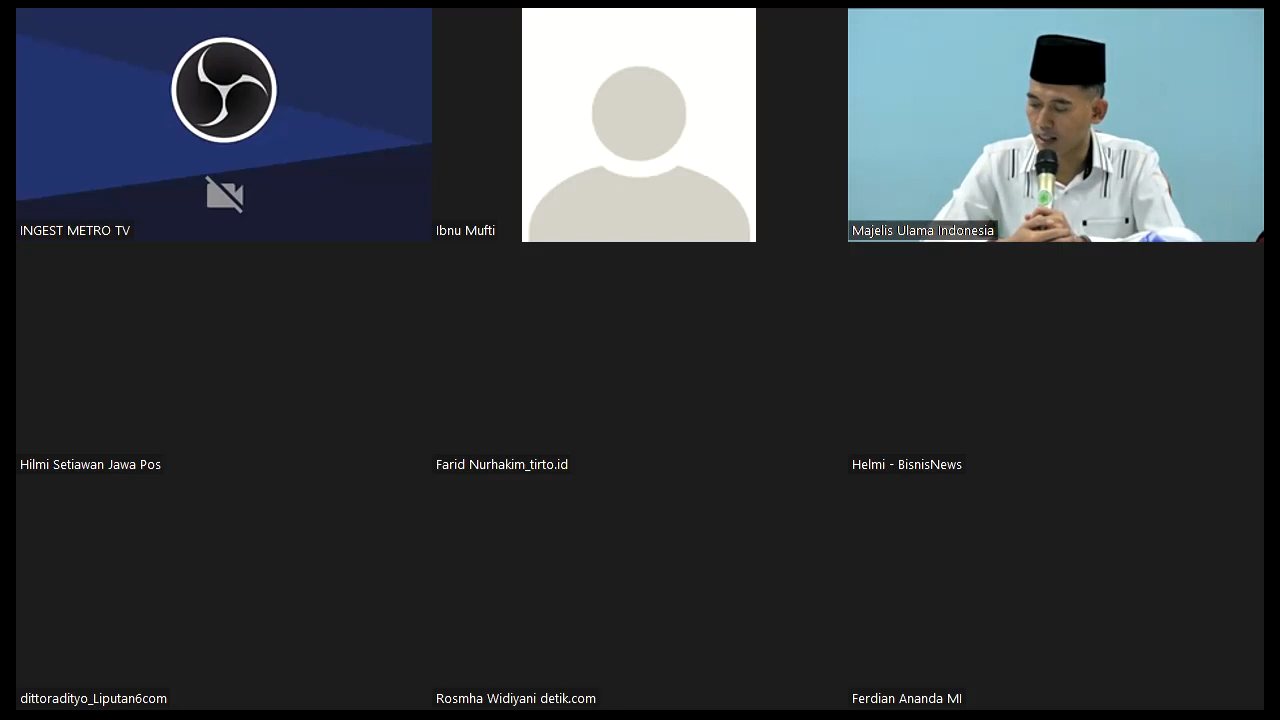 INGEST METRO TV
Ibnu Mufti
Majelis Ulama Indonesia
Hilmi Setiawan Jawa Pos
Farid Nurhakim_tirto.id
Helmi - BisnisNews
dittoradityo_Liputan6com
Rosmha Widiyani detik.com
Ferdian Ananda MI